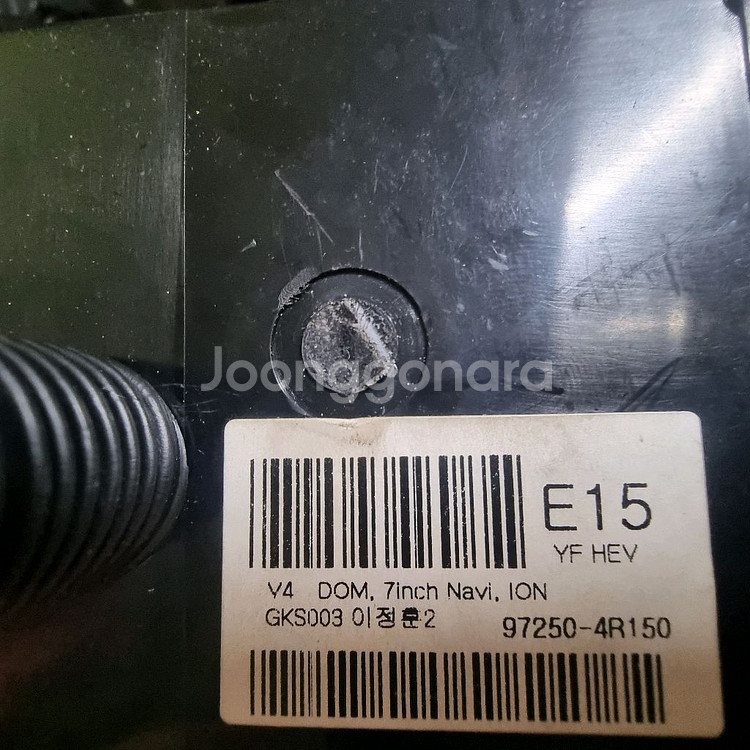 Joonggonara
E15
YF HEV
V4 DOM, 7inch Navi, ION
GKS003 이정훈2
97250-4R150